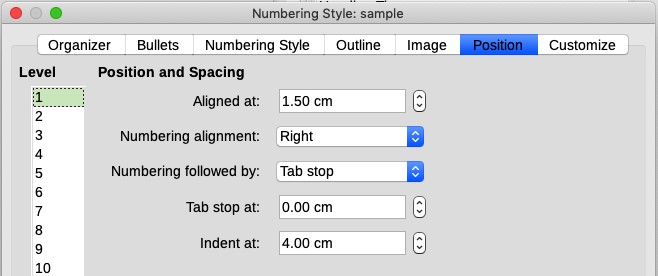 Numbering Style: sample
Organizer Bullets Numbering Style Outline Image Position Customize
Level Position and Spacing
1
Aligned at: 1.50 cm
2
3
Numbering alignment: Right
4
5
Numbering followed by: Tab stop
6
7
Tab stop at: 0.00 cm
8
9
Indent at: 4.00 cm
10